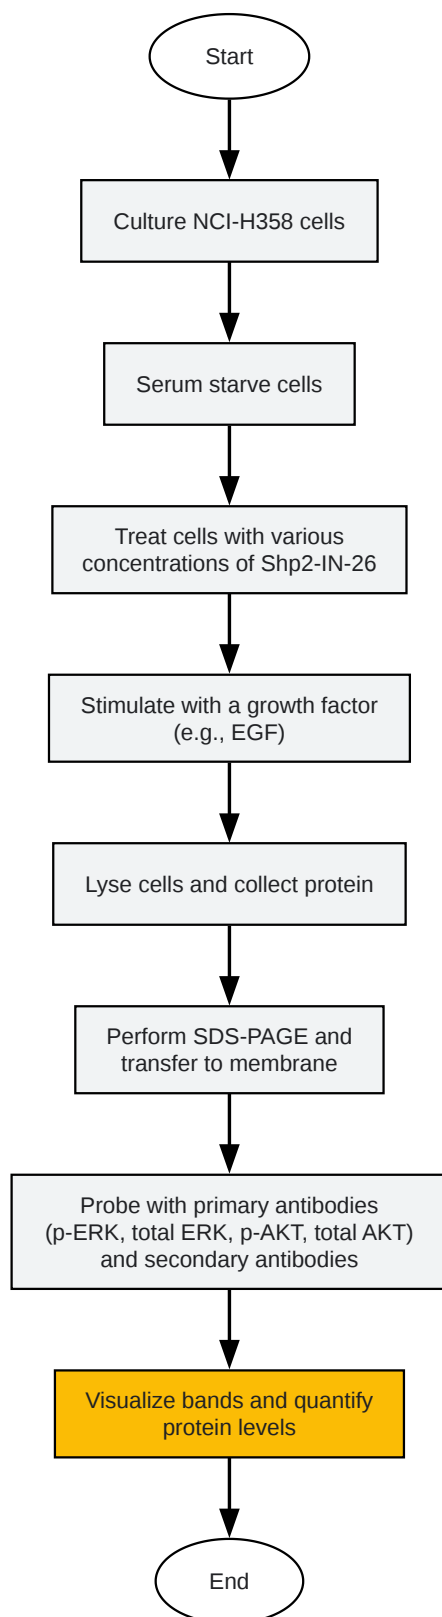 Start
Culture NCI-H358 cells
Serum starve cells
Treat cells with various
concentrations of Shp2-IN-26
Stimulate with a growth factor
(e.g., EGF)
Lyse cells and collect protein
Perform SDS-PAGE and
transfer to membrane
Probe with primary antibodies
(p-ERK, total ERK, p-AKT, total AKT)
and secondary antibodies
Visualize bands and quantify
protein levels
End